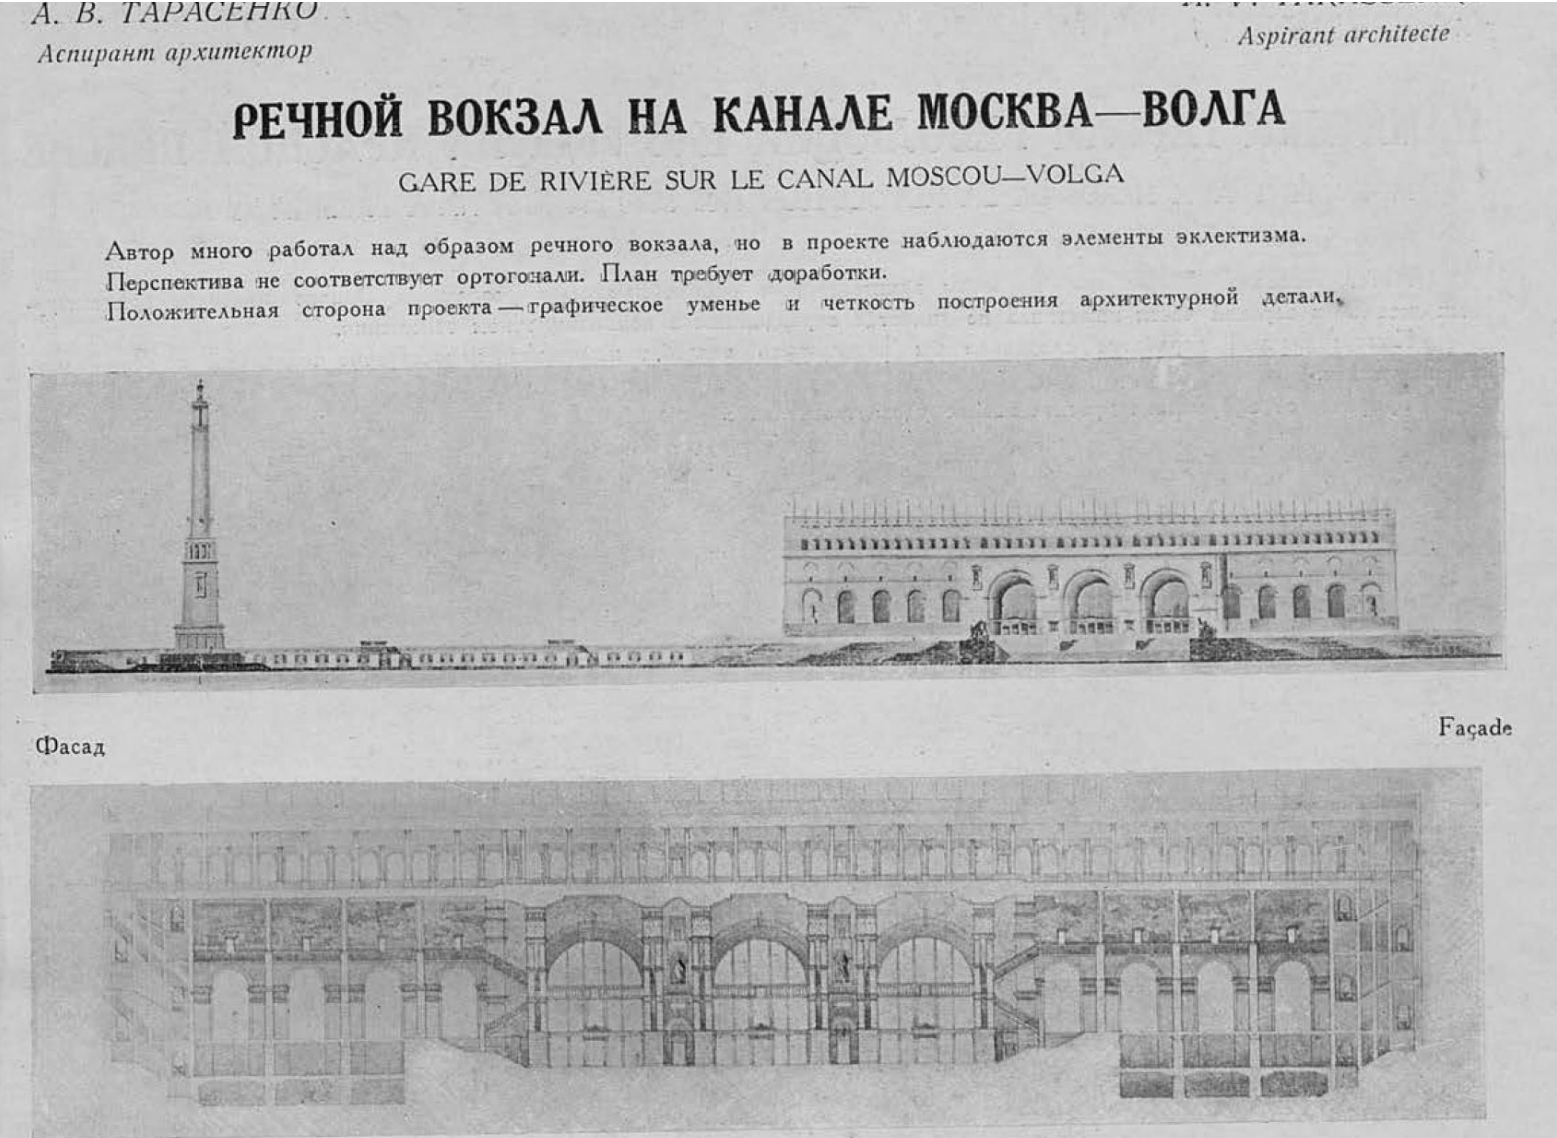 А. В. ТАРАСЕНКО
Аспирант архитектор
Aspirant architecte
РЕЧНОЙ ВОКЗАЛ НА КАНАЛЕ МОСКВА—ВОЛГА
GARE DE RIVIÈRE SUR LE CANAL MOSCOU—VOLGA
Автор много работал над образом речного вокзала, но в проекте наблюдаются элементы эклектизма.
Перспектива не соответствует ортогонали. План требует доработки.
Положительная сторона проекта — графическое уменье и четкость построения архитектурной детали.
Фасад
Façade